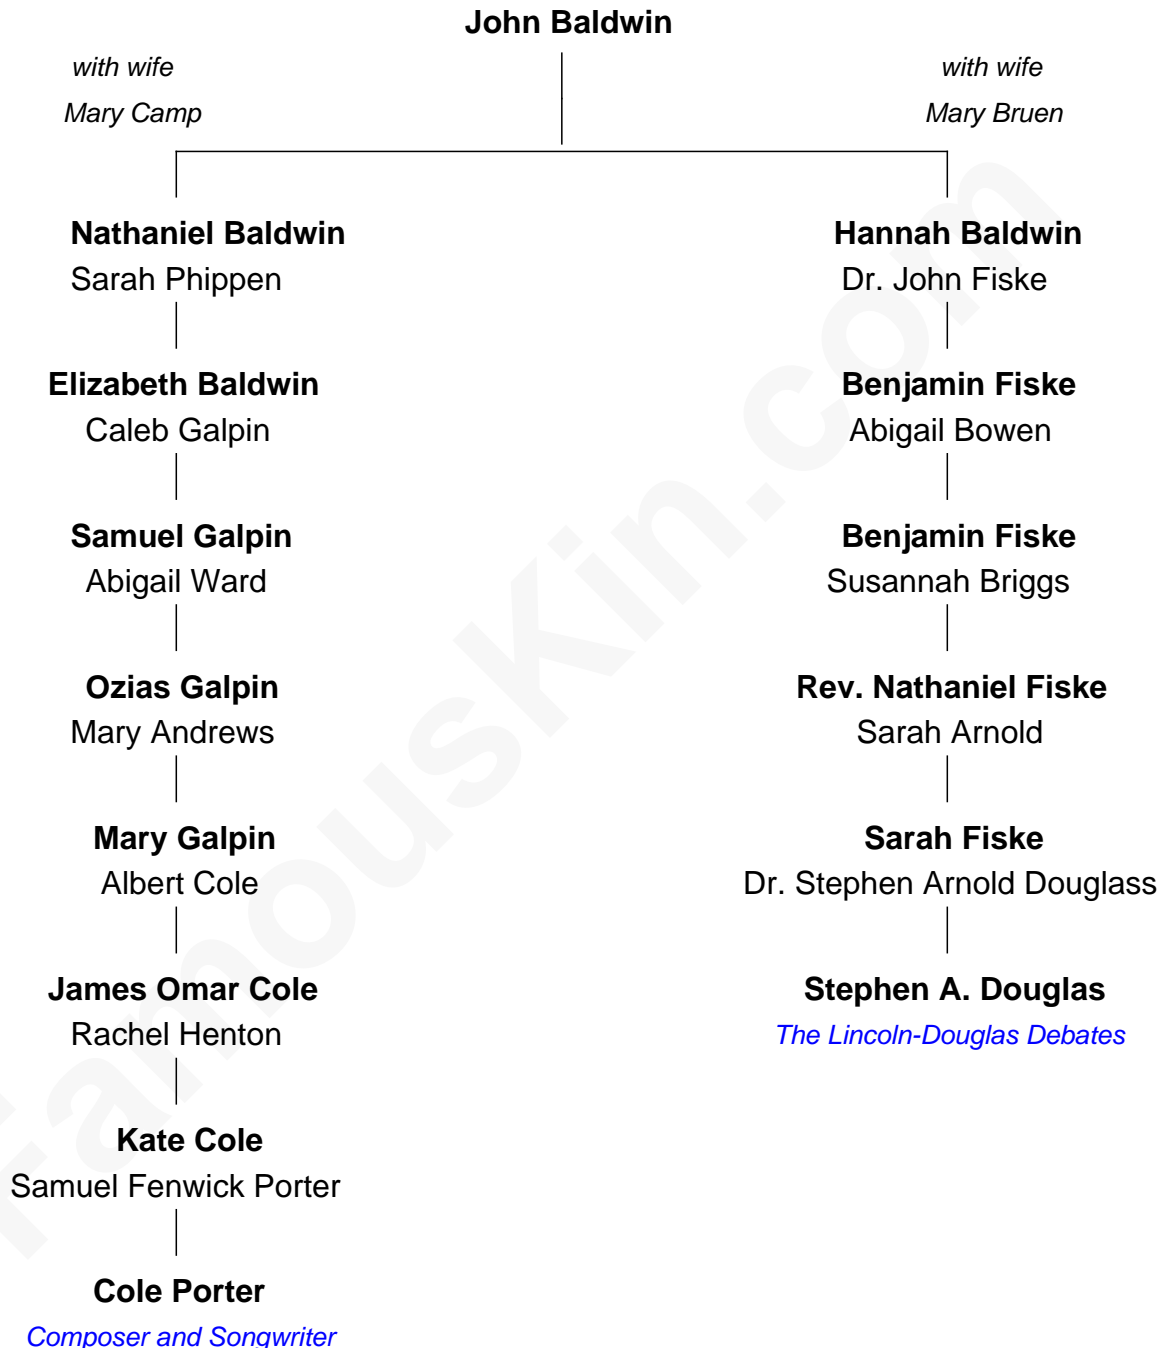 John Baldwin
with wife
Mary Camp
with wife
Mary Bruen
Nathaniel Baldwin
Sarah Phippen
Hannah Baldwin
Dr. John Fiske
Elizabeth Baldwin
Caleb Galpin
Benjamin Fiske
Abigail Bowen
Samuel Galpin
Abigail Ward
Benjamin Fiske
Susannah Briggs
Ozias Galpin
Mary Andrews
Rev. Nathaniel Fiske
Sarah Arnold
Mary Galpin
Albert Cole
Sarah Fiske
Dr. Stephen Arnold Douglass
James Omar Cole
Rachel Henton
Stephen A. Douglas
The Lincoln-Douglas Debates
Kate Cole
Samuel Fenwick Porter
Cole Porter
Composer and Songwriter
FamousKin.com